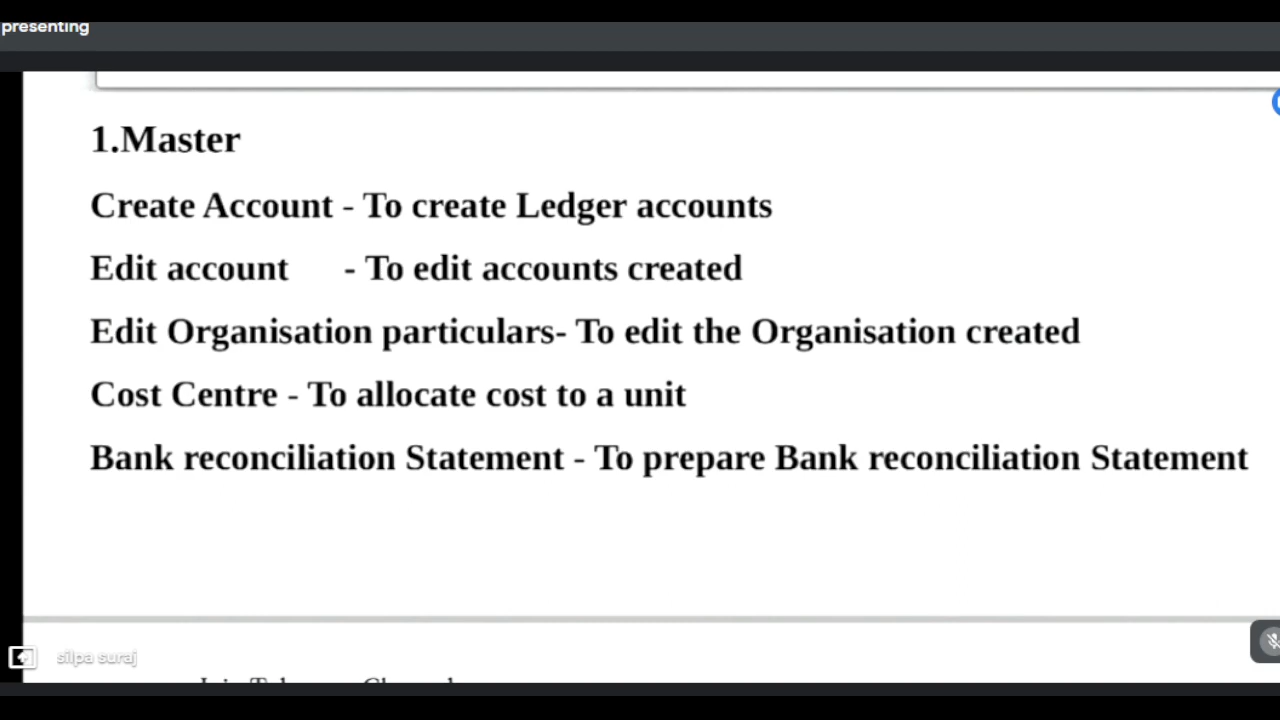 presenting
1.Master
Create Account - To create Ledger accounts
Edit account - To edit accounts created
Edit Organisation particulars- To edit the Organisation created
Cost Centre - To allocate cost to a unit
Bank reconciliation Statement - To prepare Bank reconciliation Statement
silpa suraj